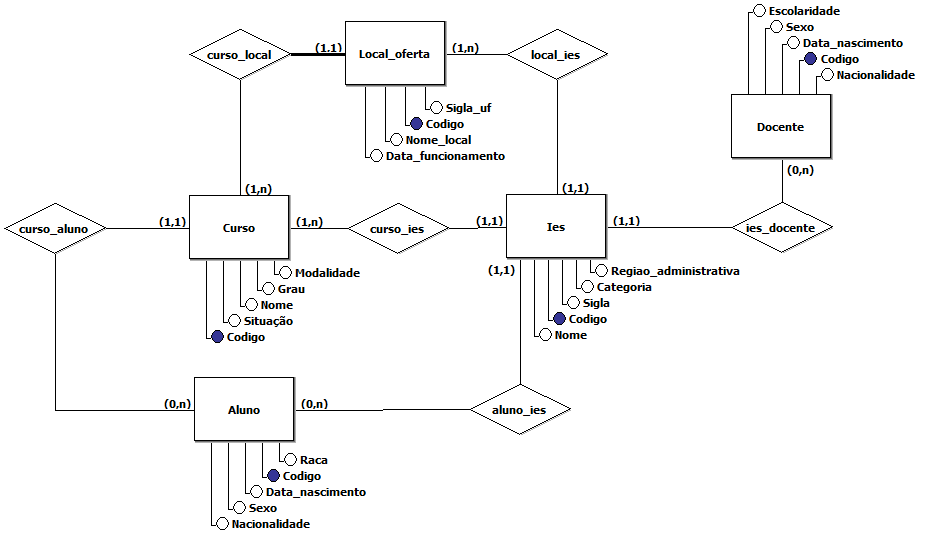 Escolaridade
Sexo
Data_nascimento
Codigo
Nacionalidade
Docente
(0,n)
curso_local
(1.1)
Local_oferta
(1,n)
local_ies
Sigla_uf
Codigo
Nome_local
Data_funcionamento
(1,n)
(1,1)
curso_aluno
(1,1)
Curso
(1,n)
curso_ies
(1,1)
Ies
(1,1)
ies_docente
Modalidade
Grau
Nome
Situação
Codigo
(1,1)
Regiao_administrativa
Categoria
Sigla
Codigo
Nome
(0,n)
Aluno
(0,n)
aluno_ies
Raca
Codigo
Data_nascimento
Sexo
Nacionalidade